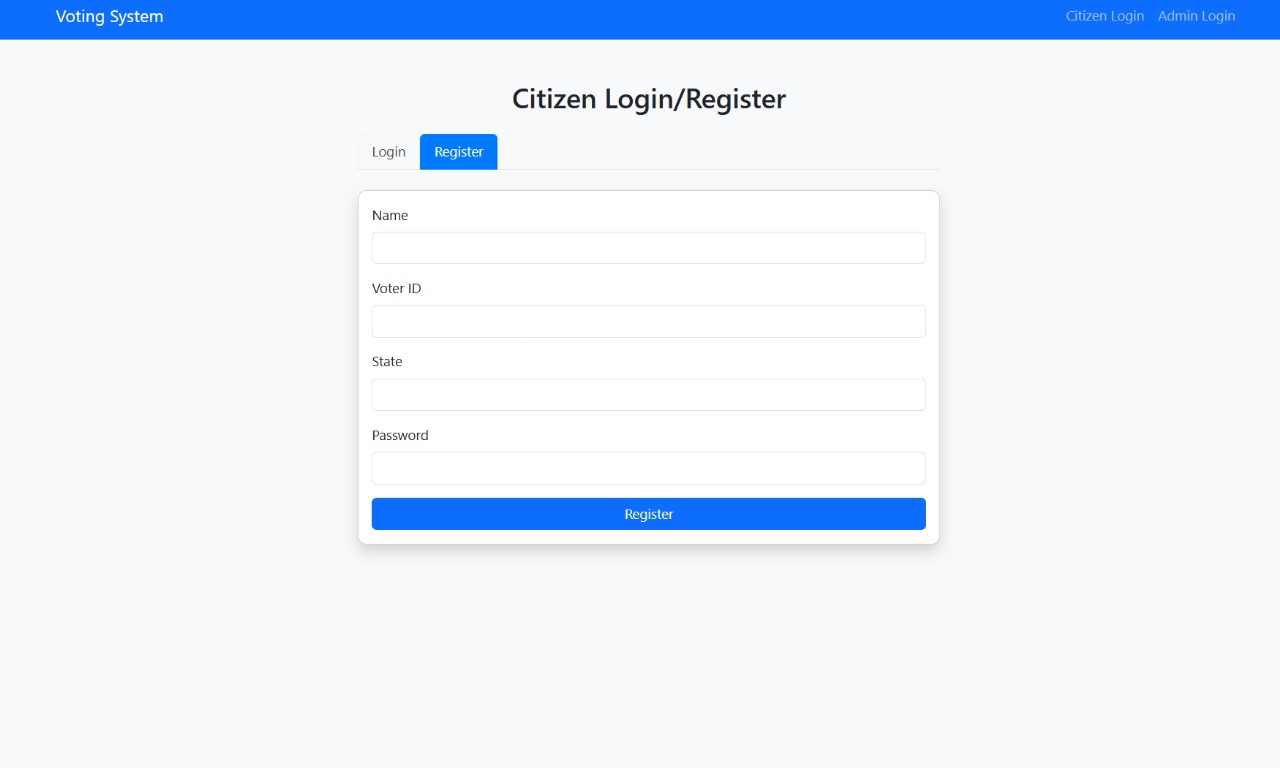 Voting System
Citizen Login Admin Login
Citizen Login/Register
Login Register
Name
Voter ID
State
Password
Register